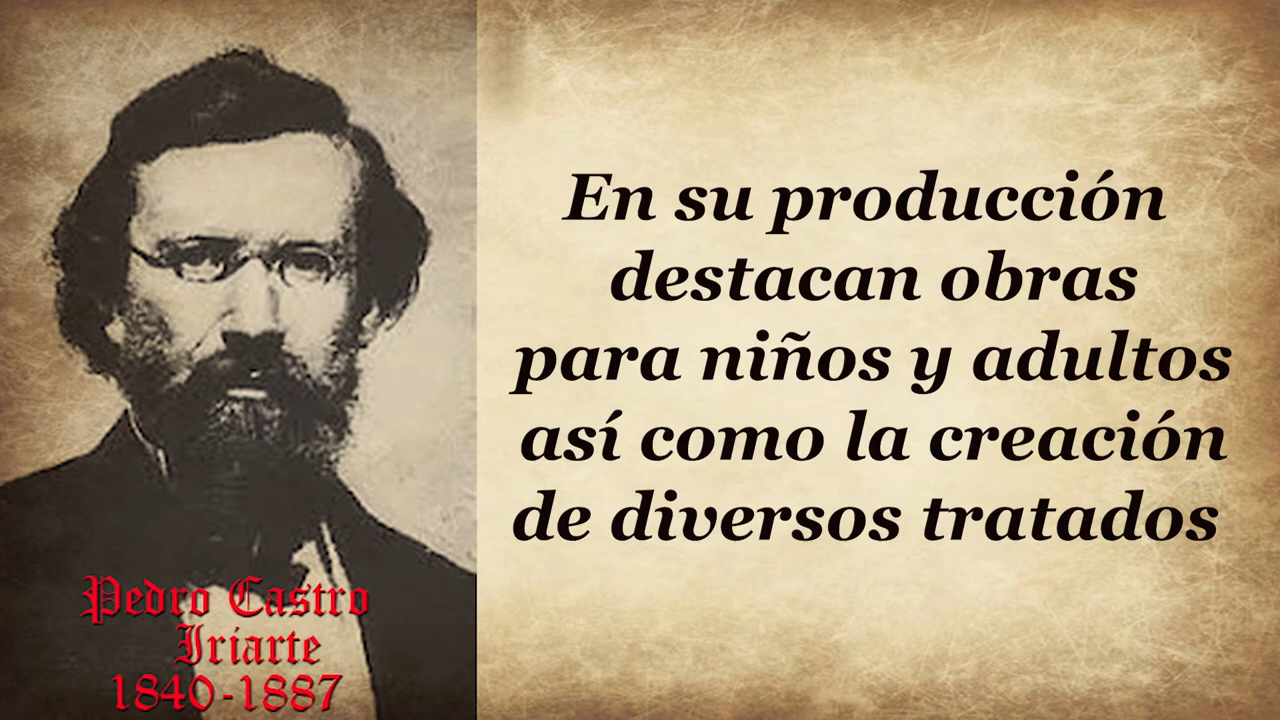 En su producción
destacan obras
para niños y adultos
así como la creación
de diversos tratados
Pedro Castro
Iriarte
1840-1887